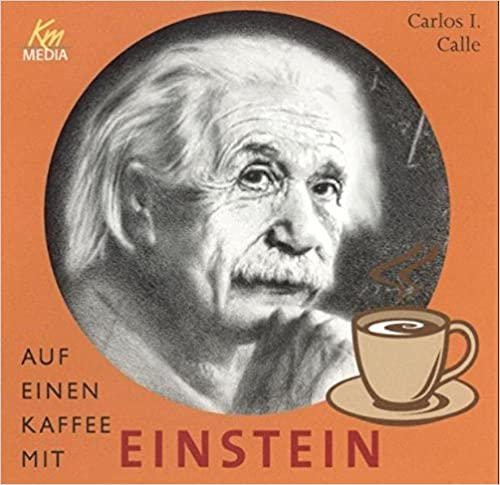 Km
MEDIA
Carlos I.
Calle
AUF
EINEN
KAFFEE
MIT
EINSTEIN